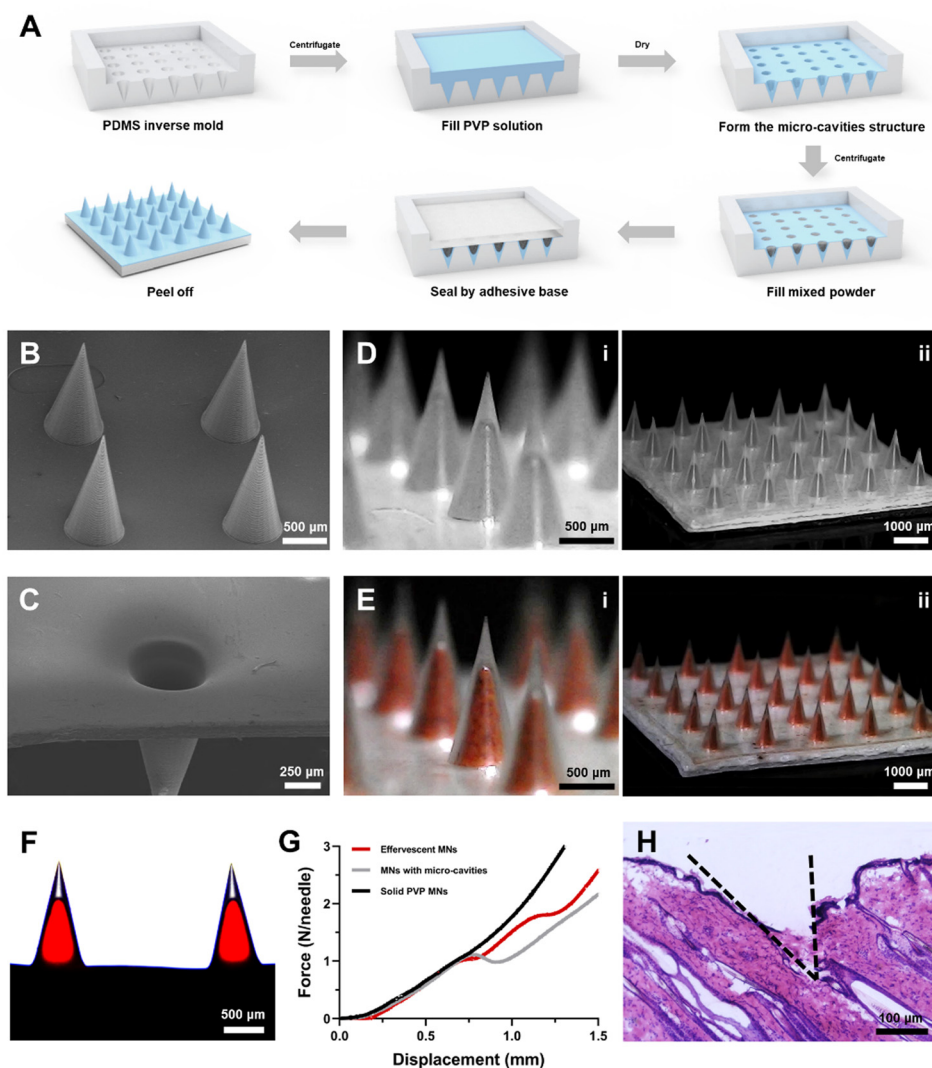 A
Centrifugate
Dry
PDMS inverse mold
Fill PVP solution
Form the micro-cavities structure
Centrifugate
Peel off
Seal by adhesive base
Fill mixed powder
B
500 µm
D
i
500 µm
ii
1000 µm
C
250 µm
E
i
500 µm
ii
1000 µm
F
500 µm
G
Effervescent MNs
MNs with micro-cavities
Solid PVP MNs
Force (N/needle)
3
2
1
0
0.0
0.5
1.0
1.5
Displacement (mm)
H
100 µm